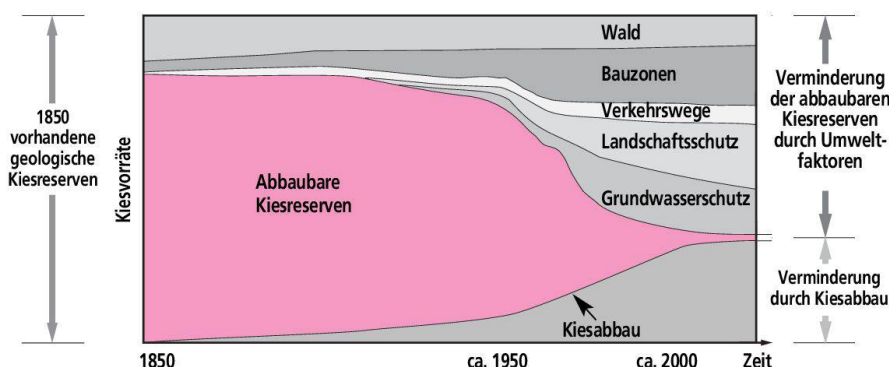 1850
vorhandene
geologische
Kiesreserven
Kiesvorräte
Wald
Bauzonen
Verkehrswege
Landschaftsschutz
Grundwasserschutz
Abbaubare
Kiesreserven
Kiesabbau
Verminderung
der abbaubaren
Kiesreserven
durch Umwelt-
faktoren
Verminderung
durch Kiesabbau
1850
ca. 1950
ca. 2000
Zeit